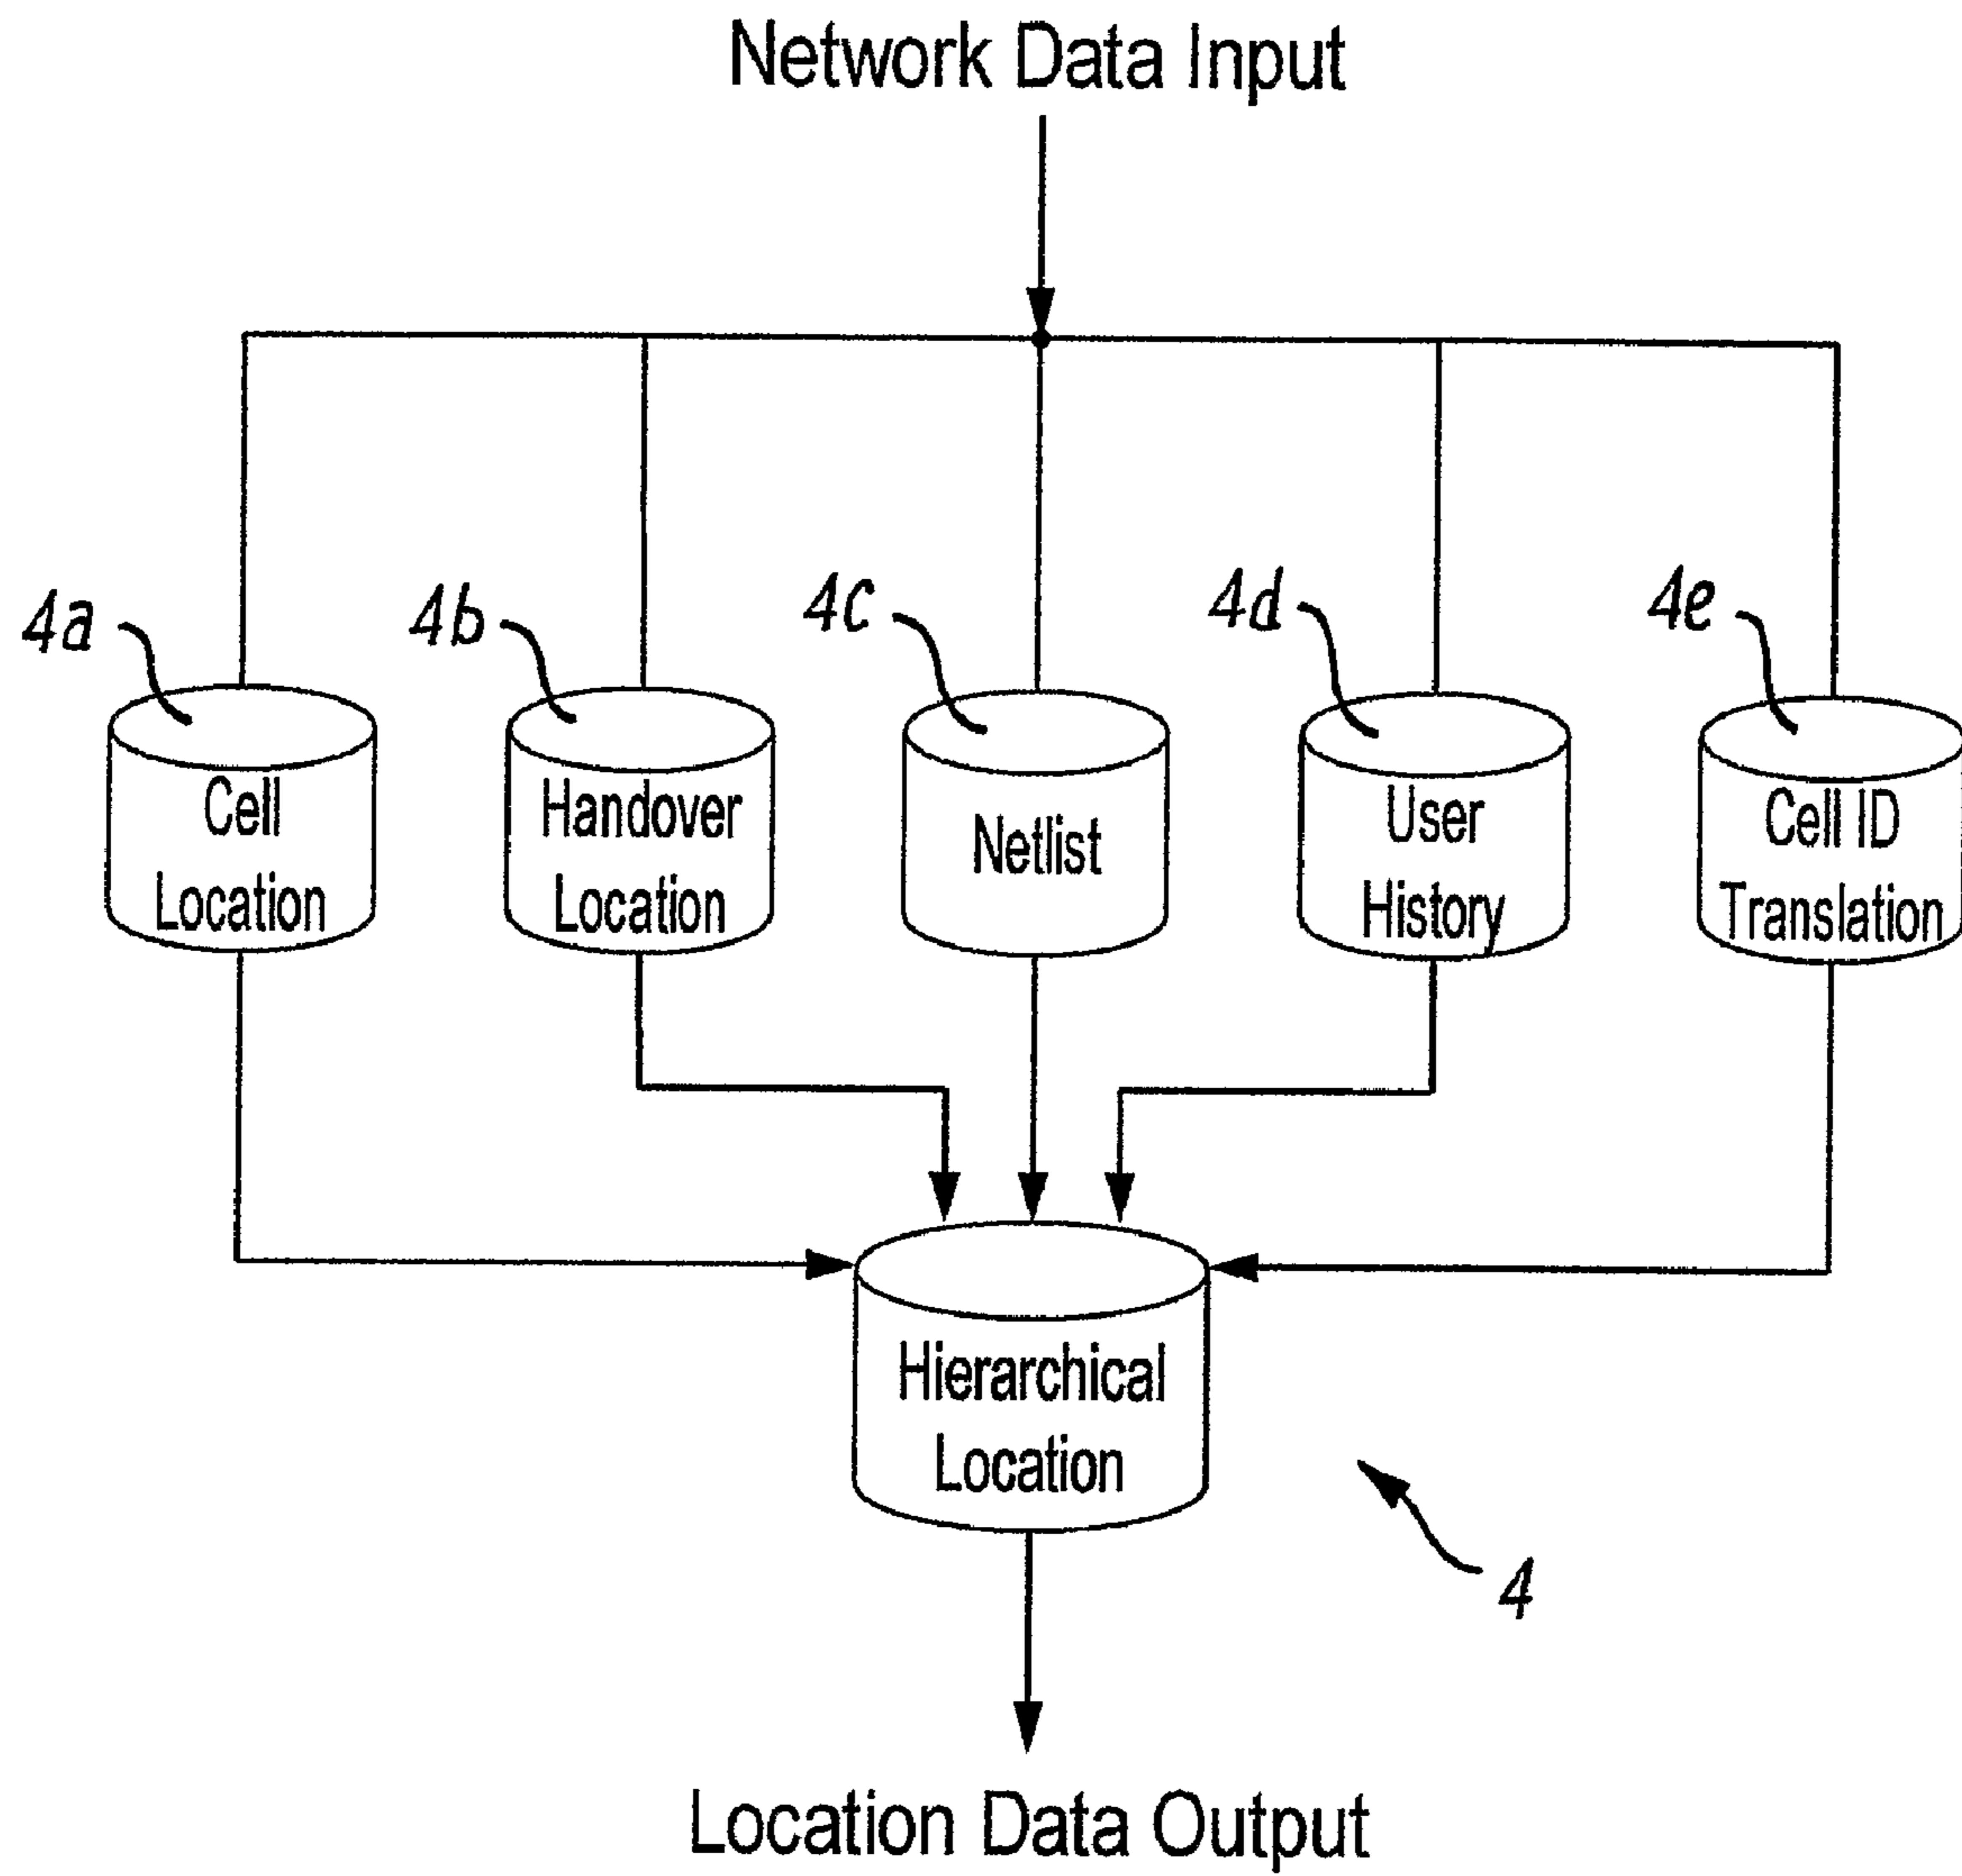 Network Data Input
4a
4b
4c
4d
4e
Cell
Location
Handover
Location
Netlist
User
History
Cell ID
Translation
Hierarchical
Location
4
Location Data Output